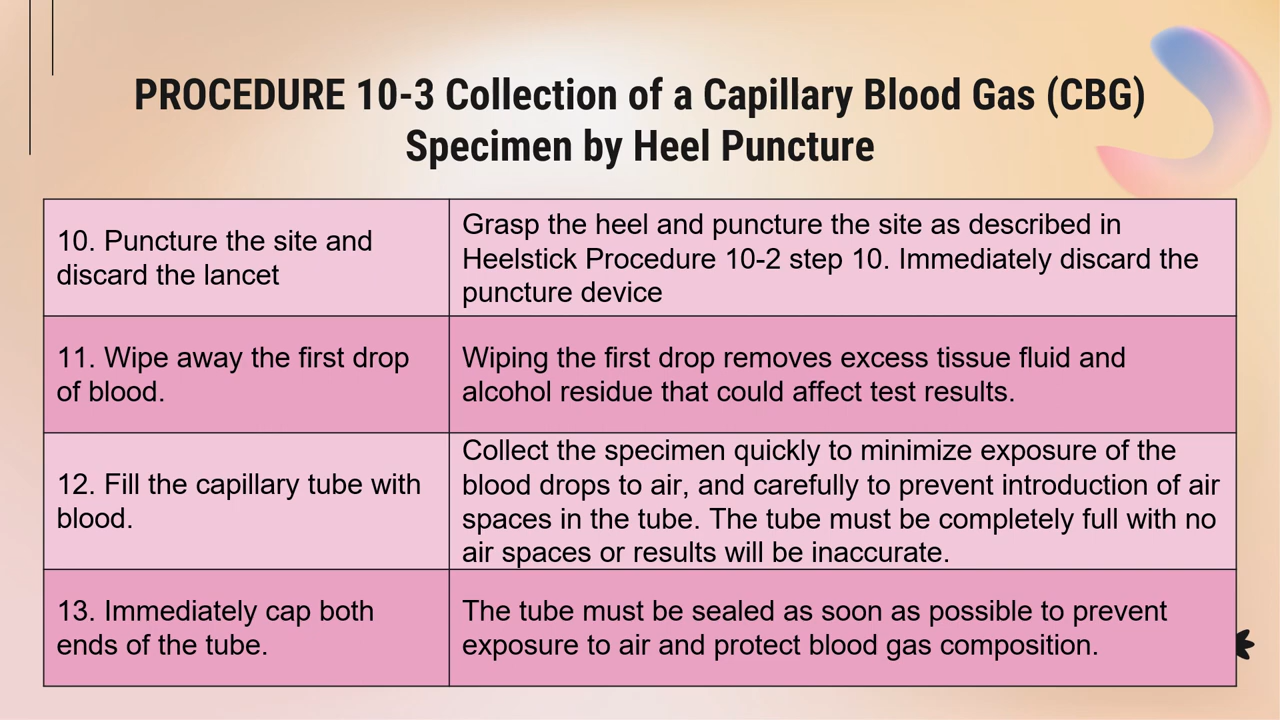 PROCEDURE 10-3 Collection of a Capillary Blood Gas (CBG)
Specimen by Heel Puncture
10. Puncture the site and
discard the lancet
Grasp the heel and puncture the site as described in
Heelstick Procedure 10-2 step 10. Immediately discard the
puncture device
11. Wipe away the first drop
of blood.
Wiping the first drop removes excess tissue fluid and
alcohol residue that could affect test results.
12. Fill the capillary tube with
blood.
Collect the specimen quickly to minimize exposure of the
blood drops to air, and carefully to prevent introduction of air
spaces in the tube. The tube must be completely full with no
air spaces or results will be inaccurate.
13. Immediately cap both
ends of the tube.
The tube must be sealed as soon as possible to prevent
exposure to air and protect blood gas composition.